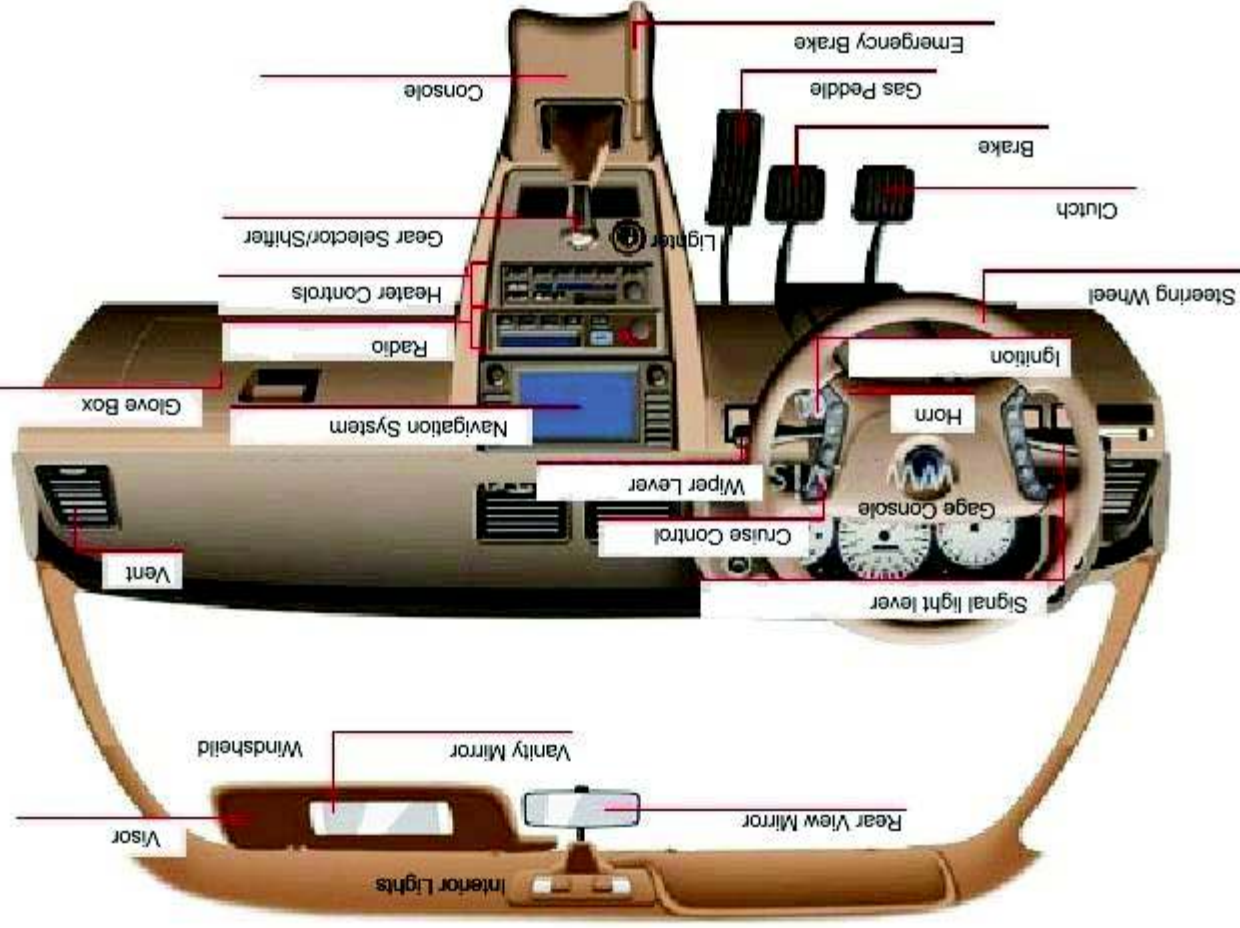 Interior Lights
Rear View Mirror
Visor
Vanity Mirror
Windsheild
Signal light lever
Vent
Cruise Control
Gage Console
Wiper Lever
Navigation System
Horn
Glove Box
Ignition
Radio
Steering Wheel
Heater Controls
Lighter
Gear Selector/Shifter
Clutch
Brake
Gas Peddle
Console
Emergency Brake